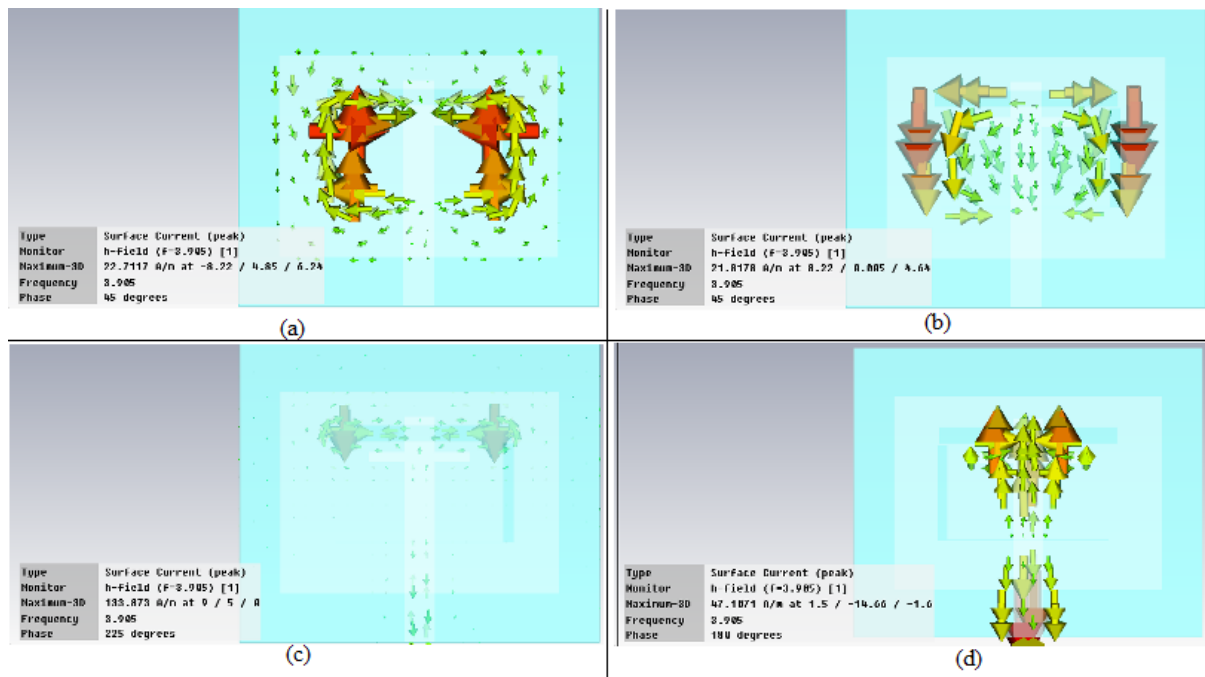 Type Surface Current (peak)
Monitor h-field (f=3.905) [1]
Maximum-3D 22.7117 A/m at -8.22 / 4.85 / 6.24
Frequency 3.905
Phase 45 degrees
(a)
Type Surface Current (peak)
Monitor h-field (f=3.905) [1]
Maximum-3D 21.8178 A/m at 8.22 / 0.005 / 4.64
Frequency 3.905
Phase 45 degrees
(b)
Type Surface Current (peak)
Monitor h-field (f=3.905) [1]
Maximum-3D 133.873 A/m at 9 / 5 / 0
Frequency 3.905
Phase 225 degrees
(c)
Type Surface Current (peak)
Monitor h-field (f=3.905) [1]
Maximum-3D 47.1071 A/m at 1.5 / -14.66 / -1.6
Frequency 3.905
Phase 180 degrees
(d)